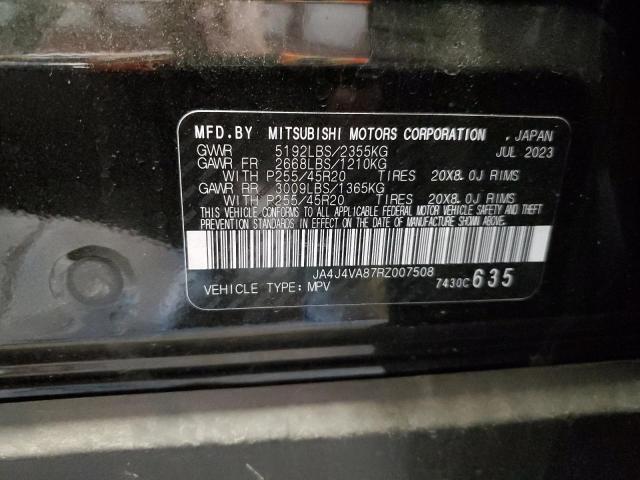 MFD.BY MITSUBISHI MOTORS CORPORATION , JAPAN
GVWR 5192LBS/2355KG JUL 2023
GAWR FR 2668LBS/1210KG
WITH P255/45R20 TIRES 20X8.0J RIMS
GAWR RR 3009LBS/1365KG
WITH P255/45R20 TIRES 20X8.0J RIMS
THIS VEHICLE CONFORMS TO ALL APPLICABLE FEDERAL MOTOR VEHICLE SAFETY AND THEFT
PREVENTION STANDARDS IN EFFECT ON THE DATE OF MANUFACTURE SHOWN ABOVE.
JA4J4VA87RZ007508
VEHICLE TYPE: MPV 7430C635